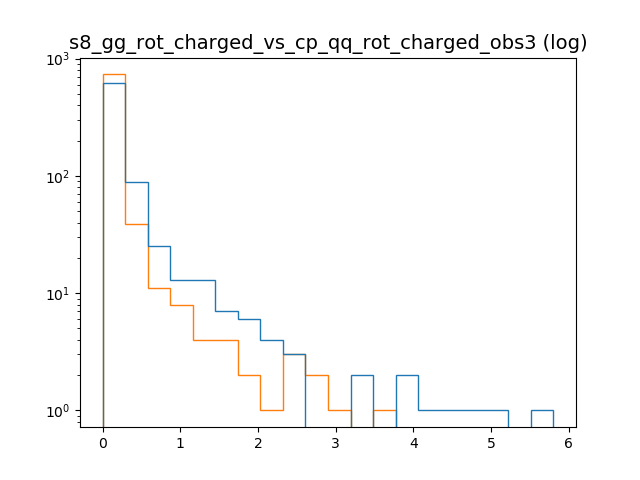 s8_gg_rot_charged_vs_cp_qq_rot_charged_obs3 (log)
10³
10²
10¹
10⁰
0 1 2 3 4 5 6